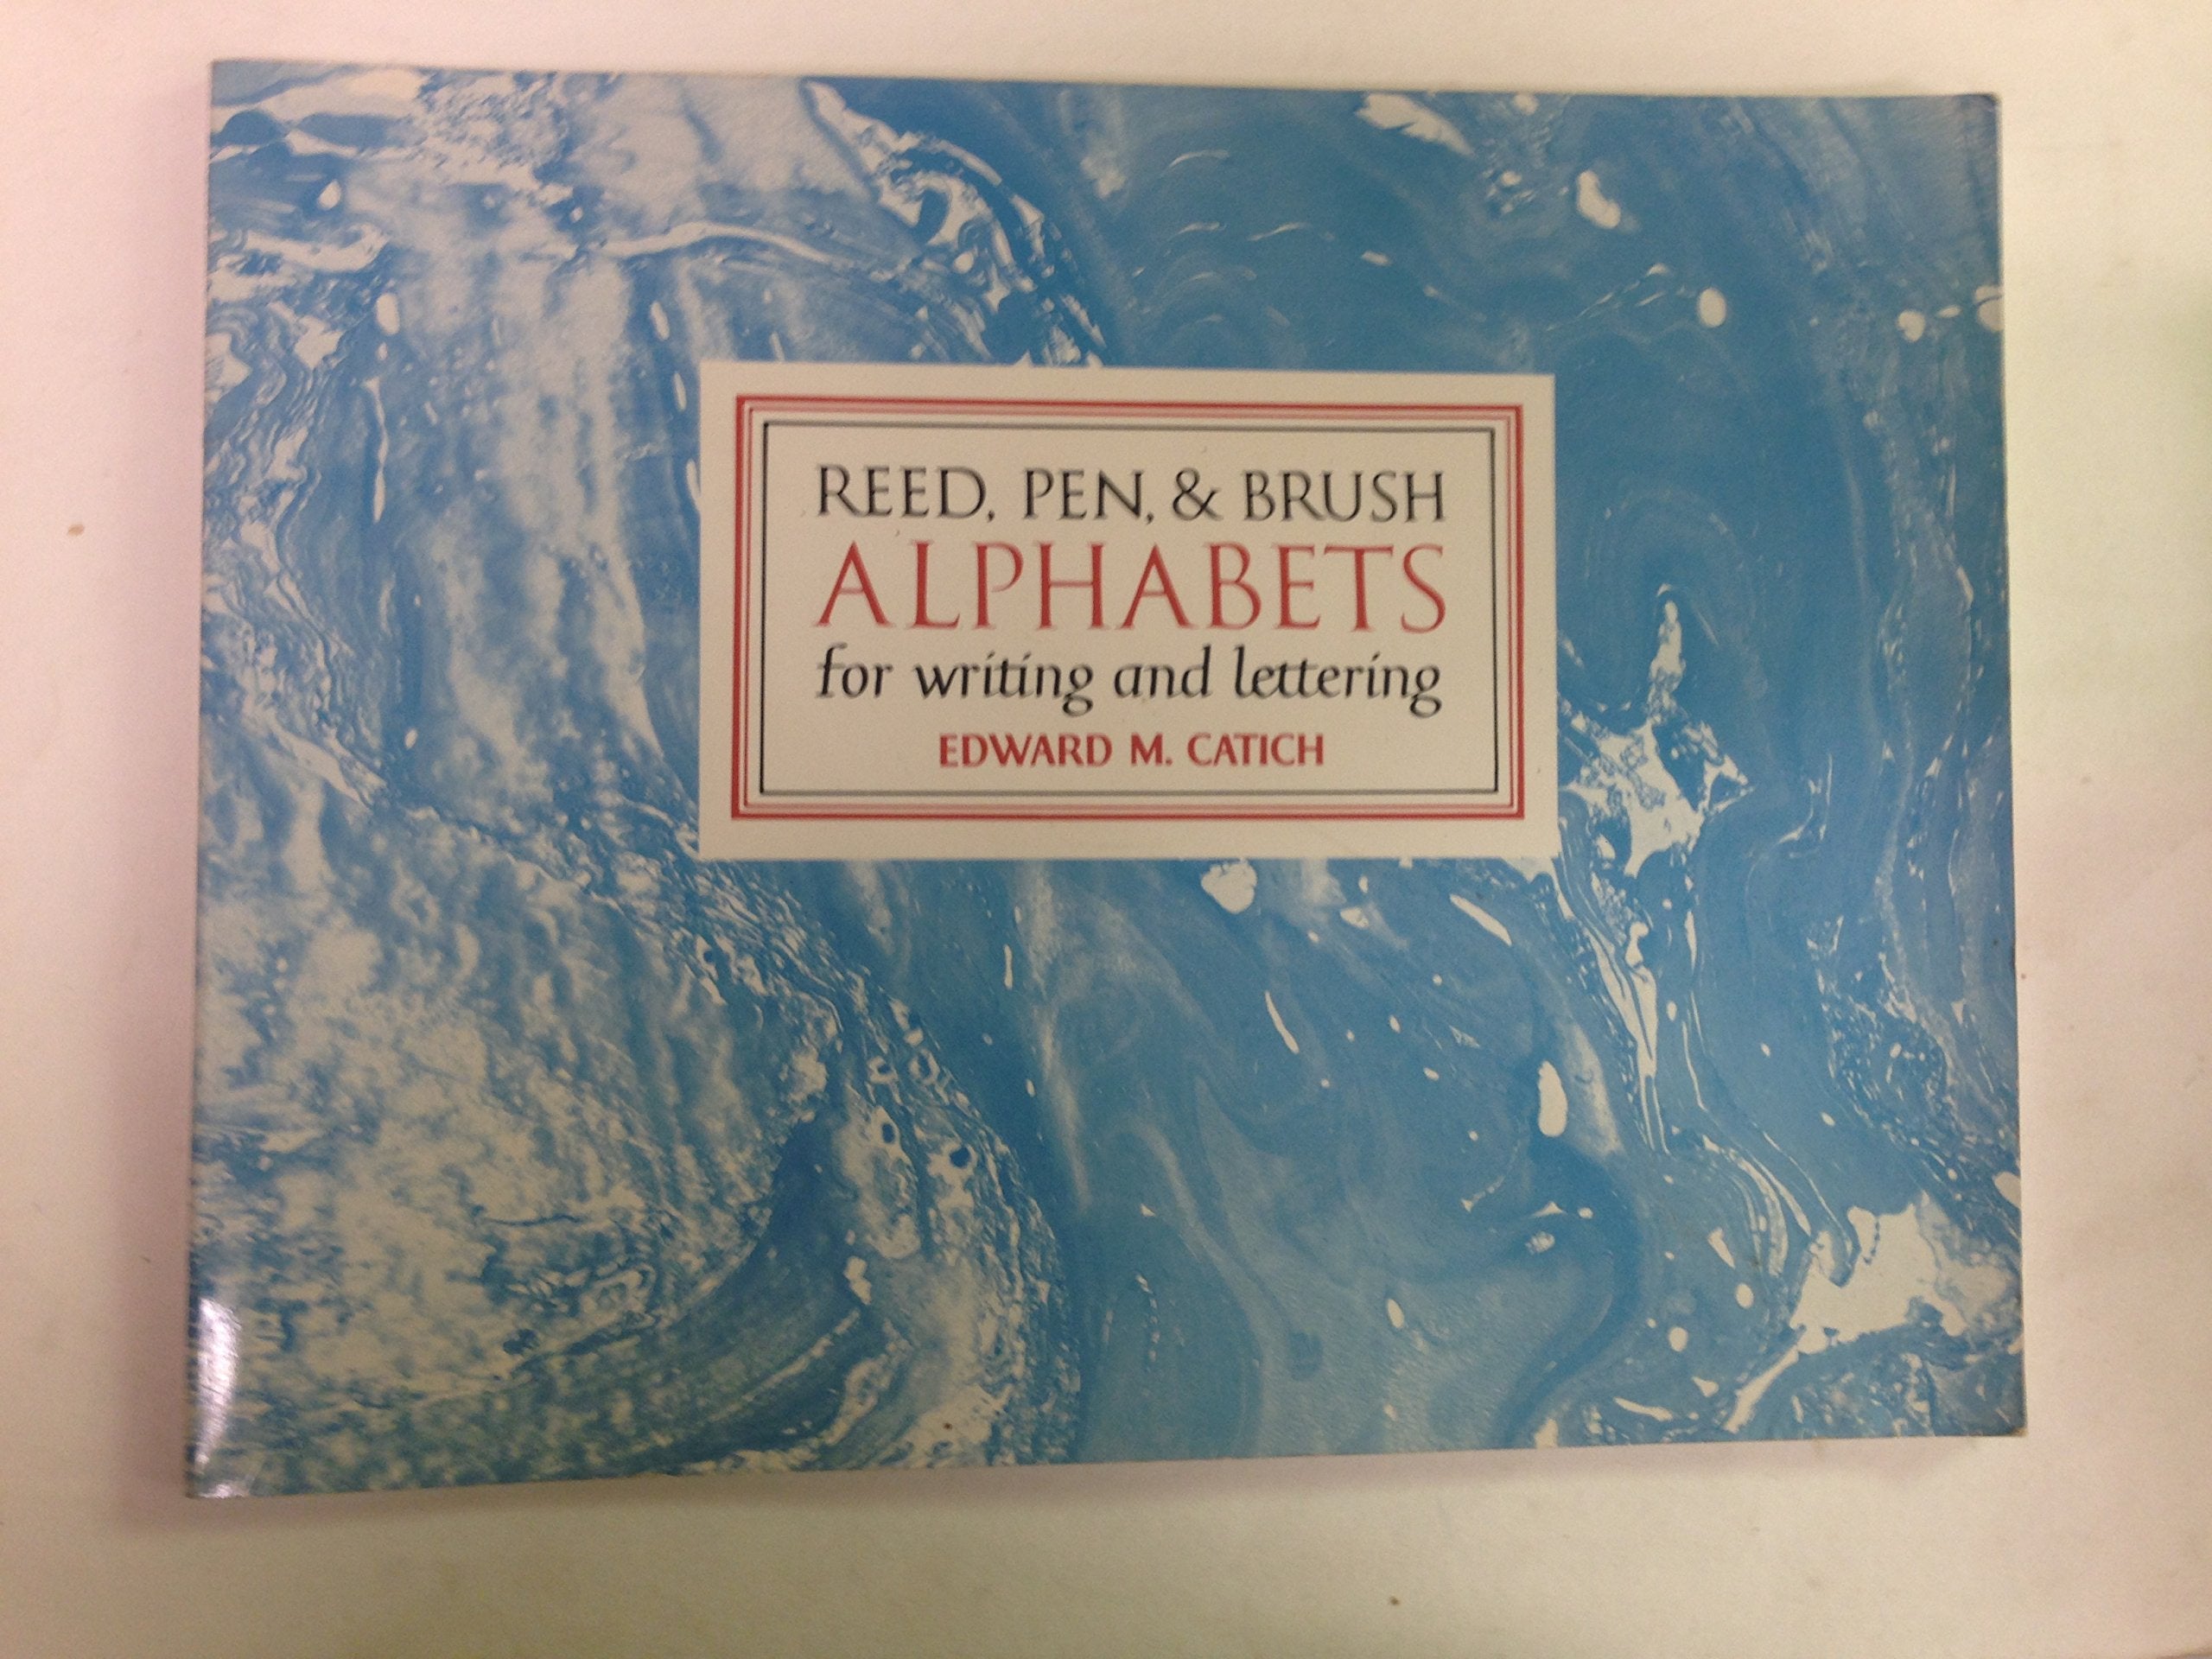 REED, PEN, & BRUSH
ALPHABETS
for writing and lettering
EDWARD M. CATICH